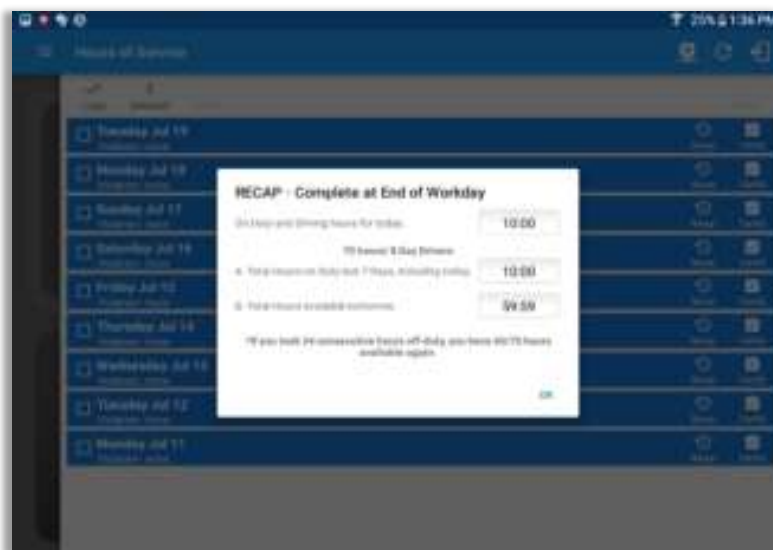 25% 1:36 PM
Hours of Service
Tuesday Jul 19
Monday Jul 18
Sunday Jul 17
Saturday Jul 16
Friday Jul 15
Thursday Jul 14
Wednesday Jul 13
Tuesday Jul 12
Monday Jul 11
RECAP - Complete at End of Workday
On Duty and Driving hours for today. 10:00
70 hours/ 8 Day Drivers
A. Total hours on duty last 7 days, including today. 10:00
B. Total hours available tomorrow. 59:59
*If you took 34 consecutive hours off-duty, you have 60/70 hours
available again.
OK